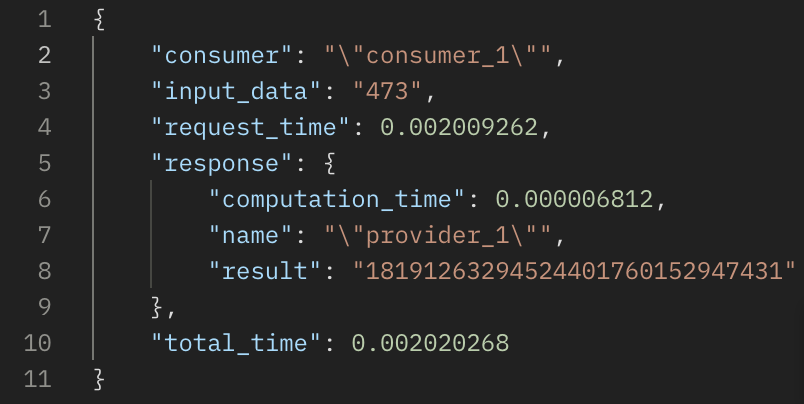 1 {
2 "consumer": "\"consumer_1\"",
3 "input_data": "473",
4 "request_time": 0.002009262,
5 "response": {
6 "computation_time": 0.000006812,
7 "name": "\"provider_1\"",
8 "result": "1819126329452440176015294743​1"
9 },
10 "total_time": 0.002020268
11 }